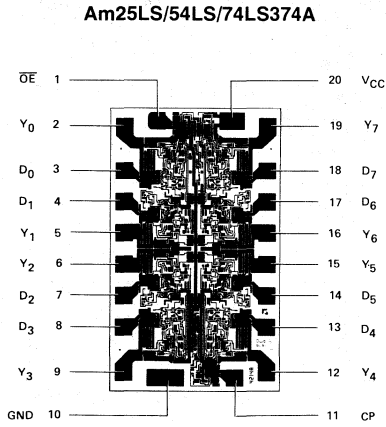 Am25LS/54LS/74LS374A
OE 1 20 VCC
Y0 2 19 Y7
D0 3 18 D7
D1 4 17 D6
Y1 5 16 Y6
Y2 6 15 Y5
D2 7 14 D5
D3 8 13 D4
Y3 9 12 Y4
GND 10 11 CP